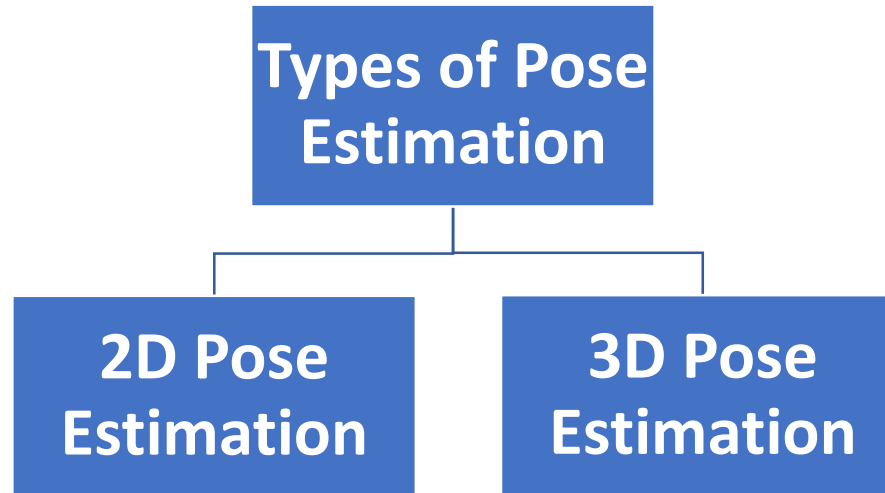 Types of Pose
Estimation
2D Pose
Estimation
3D Pose
Estimation